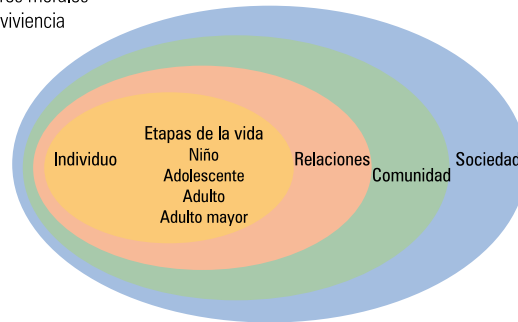 viviencia
Etapas de la vida
Individuo
Niño
Adolescente
Adulto
Adulto mayor
Relaciones
Comunidad
Sociedad